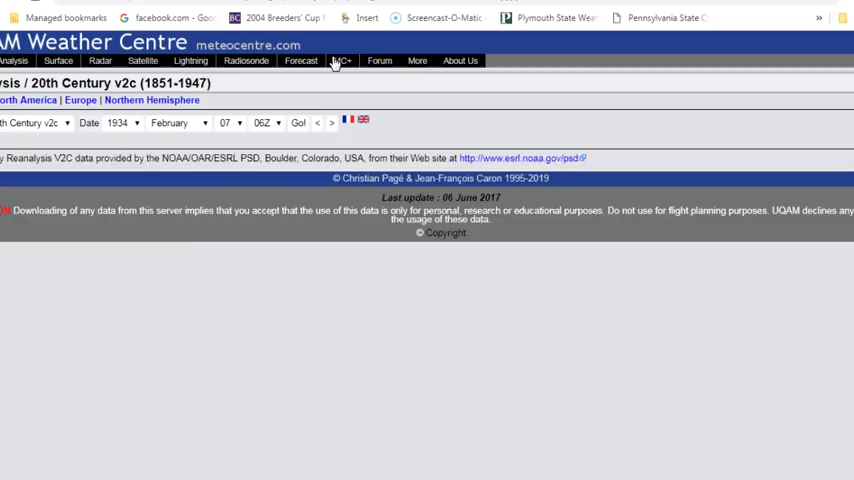 Managed bookmarks facebook.com - Goo 2004 Breeders' Cup Insert Screencast-O-Matic Plymouth State Wea Pennsylvania State C »
AM Weather Centre meteocentre.com
Analysis Surface Radar Satellite Lightning Radiosonde Forecast MC+ Forum More About Us
ysis / 20th Century v2c (1851-1947)
orth America | Europe | Northern Hemisphere
th Century v2c Date 1934 February 07 06Z Go! < >
y Reanalysis V2C data provided by the NOAA/OAR/ESRL PSD, Boulder, Colorado, USA, from their Web site at http://www.esrl.noaa.gov/psd
© Christian Pagé & Jean-François Caron 1995-2019
Last update : 06 June 2017
ON Downloading of any data from this server implies that you accept that the use of this data is only for personal, research or educational purposes. Do not use for flight planning purposes. UQAM declines any
the usage of these data.
© Copyright